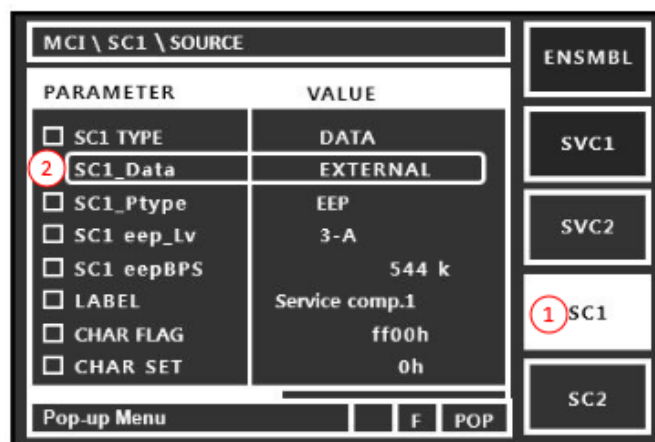 MCI \ SC1 \ SOURCE
PARAMETER VALUE
SC1 TYPE DATA
2 SC1_Data EXTERNAL
SC1_Ptype EEP
SC1 eep_Lv 3-A
SC1 eepBPS 544 k
LABEL Service comp.1
CHAR FLAG ff00h
CHAR SET 0h
Pop-up Menu F POP
ENSMBL
SVC1
SVC2
1 SC1
SC2